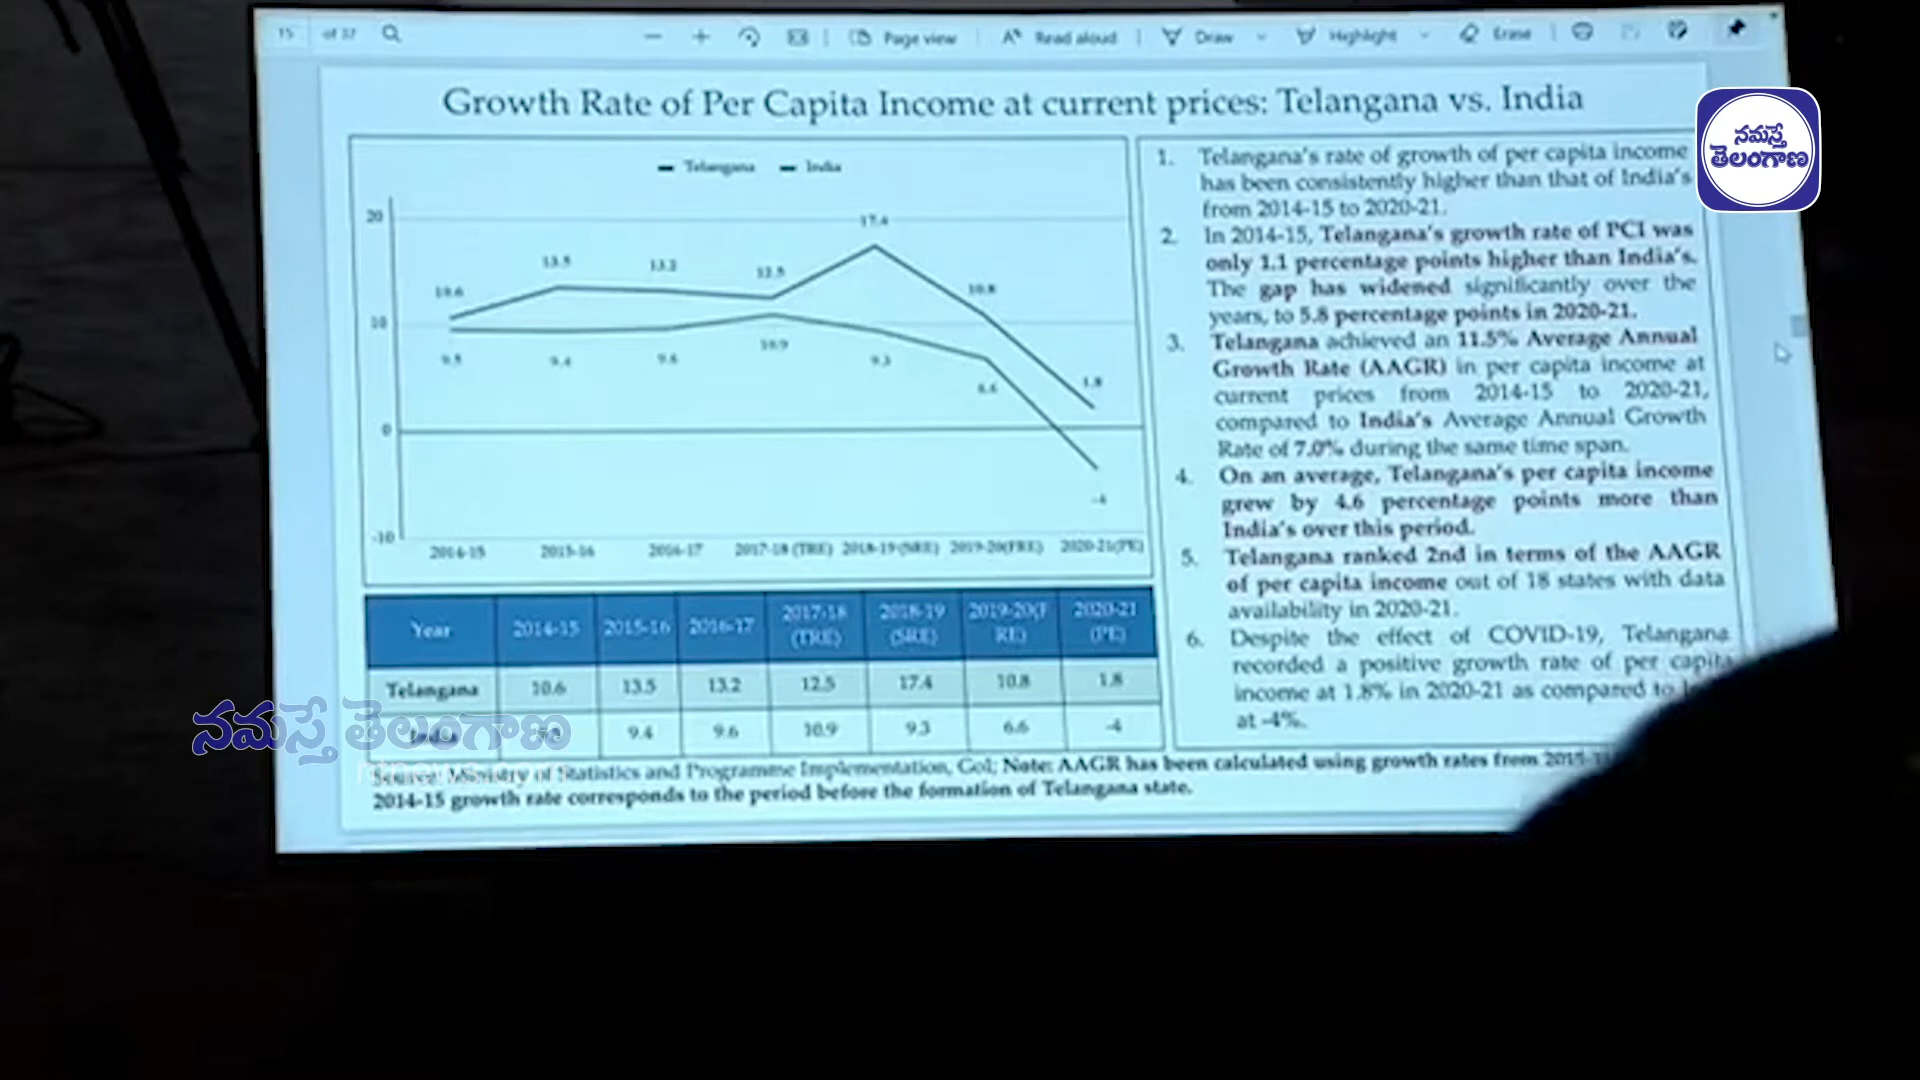 15 of 37 Page view Read aloud Draw Highlight Erase
Growth Rate of Per Capita Income at current prices: Telangana vs. India
నమస్తే
తెలంగాణ
Telangana India
20
10
0
-10
10.6 13.5 13.2 12.5 17.4 10.8 1.8
9.5 9.4 9.6 10.9 9.3 6.6 -4
2014-15 2015-16 2016-17 2017-18 (TRE) 2018-19 (SRE) 2019-20(FRE) 2020-21(PE)
Year 2014-15 2015-16 2016-17 2017-18 (TRE) 2018-19 (SRE) 2019-20(F RE) 2020-21 (PE)
Telangana 10.6 13.5 13.2 12.5 17.4 10.8 1.8
India 9.4 9.6 10.9 9.3 6.6 -4
నమస్తే తెలంగాణ
1. Telangana's rate of growth of per capita income
has been consistently higher than that of India's
from 2014-15 to 2020-21.
2. In 2014-15, Telangana's growth rate of PCI was
only 1.1 percentage points higher than India's.
The gap has widened significantly over the
years, to 5.8 percentage points in 2020-21.
3. Telangana achieved an 11.5% Average Annual
Growth Rate (AAGR) in per capita income at
current prices from 2014-15 to 2020-21,
compared to India's Average Annual Growth
Rate of 7.0% during the same time span.
4. On an average, Telangana's per capita income
grew by 4.6 percentage points more than
India's over this period.
5. Telangana ranked 2nd in terms of the AAGR
of per capita income out of 18 states with data
availability in 2020-21.
6. Despite the effect of COVID-19, Telangana
recorded a positive growth rate of per capita
income at 1.8% in 2020-21 as compared to
at -4%.
Source: Ministry of Statistics and Programme Implementation, GoI; Note: AAGR has been calculated using growth rates from
2014-15 growth rate corresponds to the period before the formation of Telangana state.